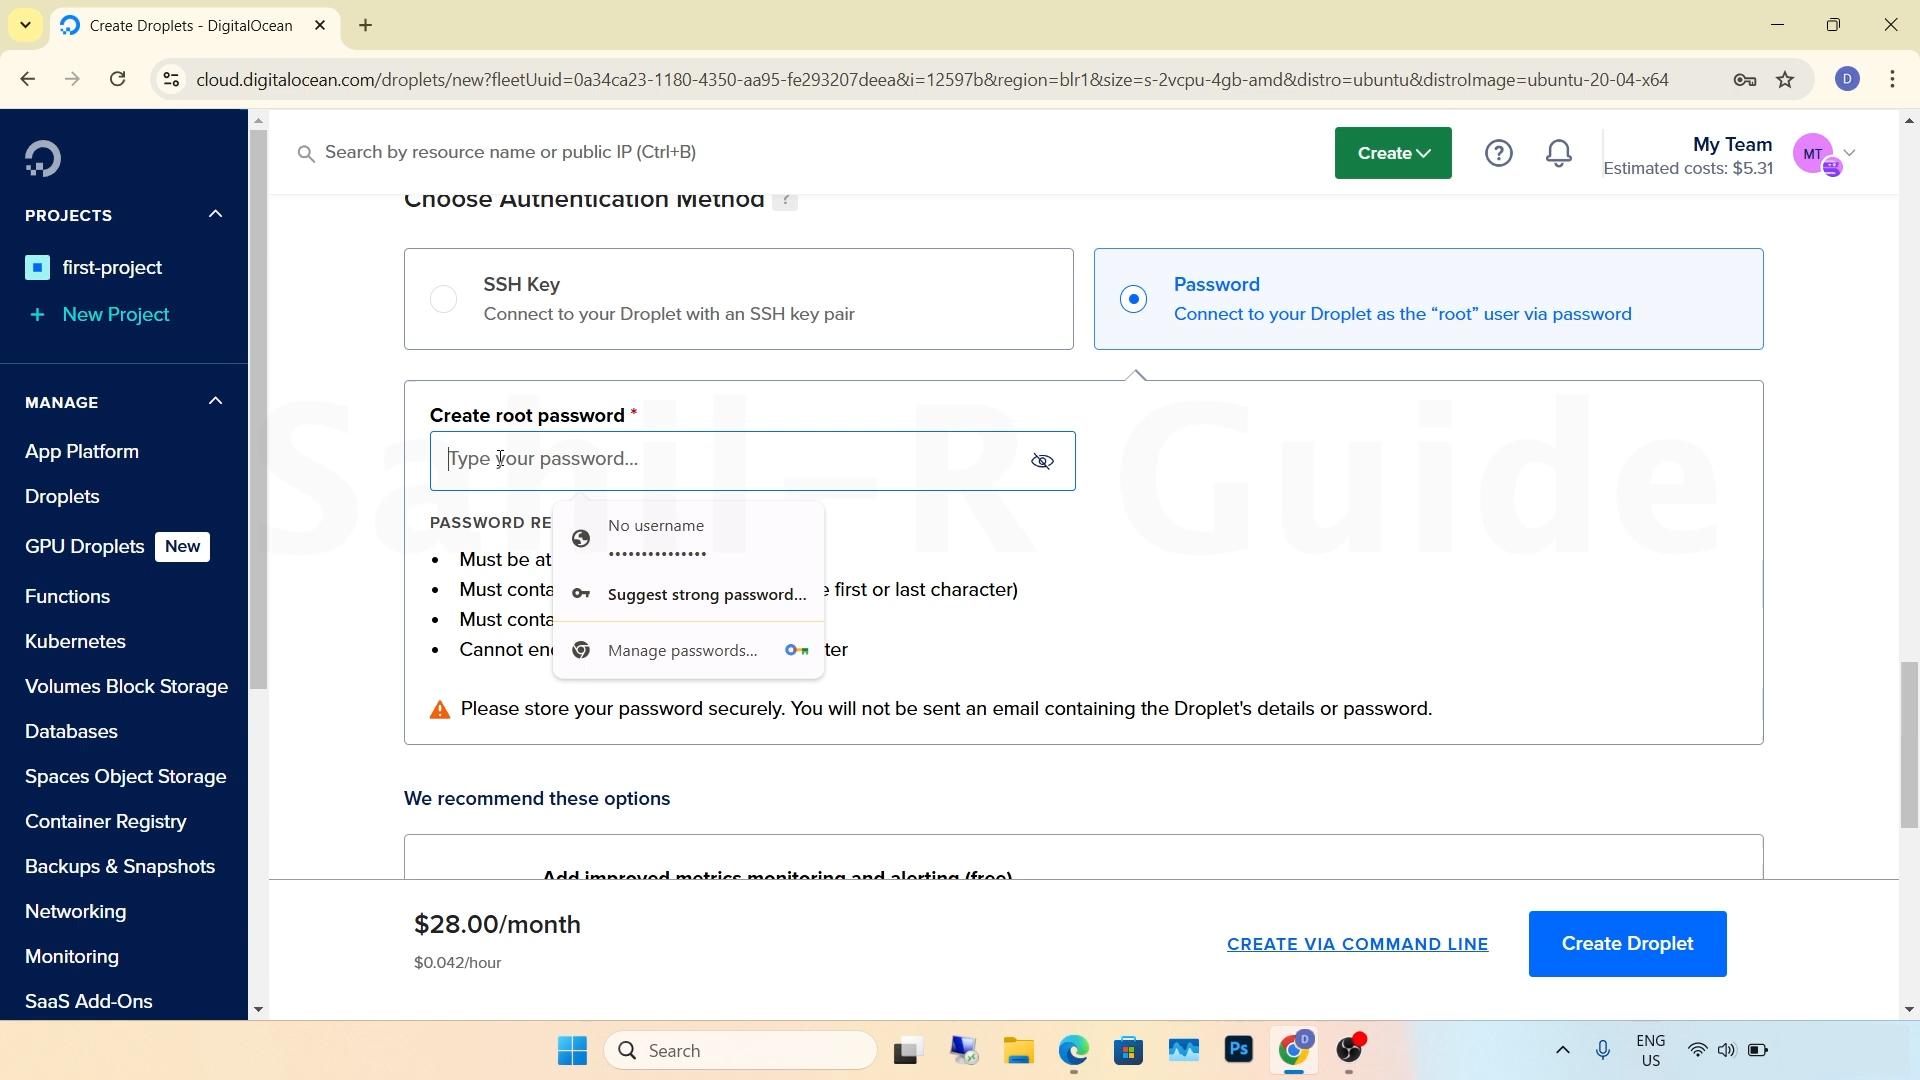 Create Droplets - DigitalOcean
cloud.digitalocean.com/droplets/new?fleetUuid=0a34ca23-1180-4350-aa95-fe293207deea&i=12597b&region=blr1&size=s-2vcpu-4gb-amd&distro=ubuntu&distroImage=ubuntu-20-04-x64
D
Search by resource name or public IP (Ctrl+B)
Create
?
My Team
Estimated costs: $5.31
MT
PROJECTS
first-project
+ New Project
MANAGE
App Platform
Droplets
GPU Droplets New
Functions
Kubernetes
Volumes Block Storage
Databases
Spaces Object Storage
Container Registry
Backups & Snapshots
Networking
Monitoring
SaaS Add-Ons
Choose Authentication Method ?
SSH Key
Connect to your Droplet with an SSH key pair
Password
Connect to your Droplet as the “root” user via password
Sahil-R Guide
Create root password *
Type your password...
PASSWORD RE
• Must be at
• Must conta
first or last character)
• Must conta
• Cannot en
ter
No username
•••••••••••••••
Suggest strong password...
Manage passwords...
Please store your password securely. You will not be sent an email containing the Droplet's details or password.
We recommend these options
Add improved metrics monitoring and alerting (free)
$28.00/month
$0.042/hour
CREATE VIA COMMAND LINE
Create Droplet
Search
Ps
D
ENG
US